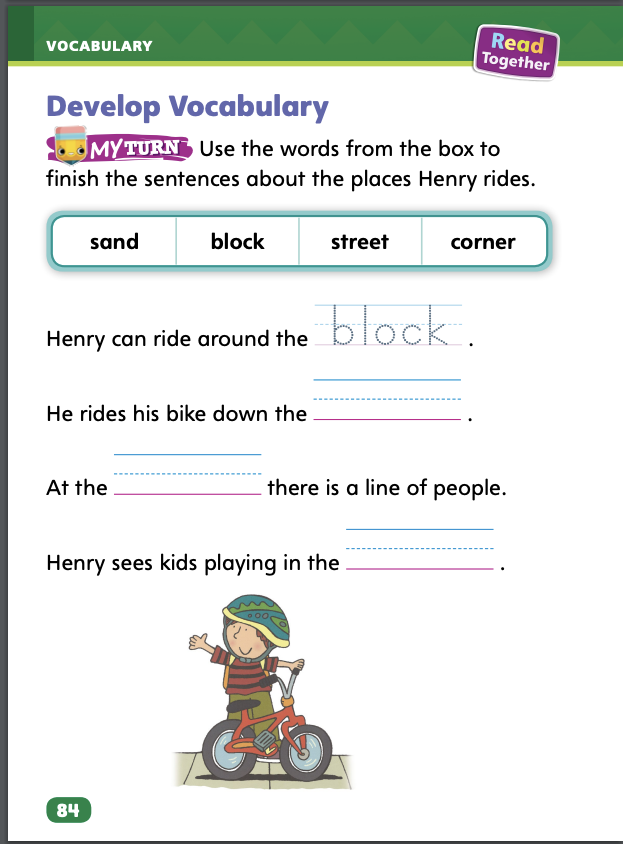 VOCABULARY
Read
Together
Develop Vocabulary
MY TURN Use the words from the box to
finish the sentences about the places Henry rides.
sand block street corner
Henry can ride around the block .
He rides his bike down the .
At the there is a line of people.
Henry sees kids playing in the .
84